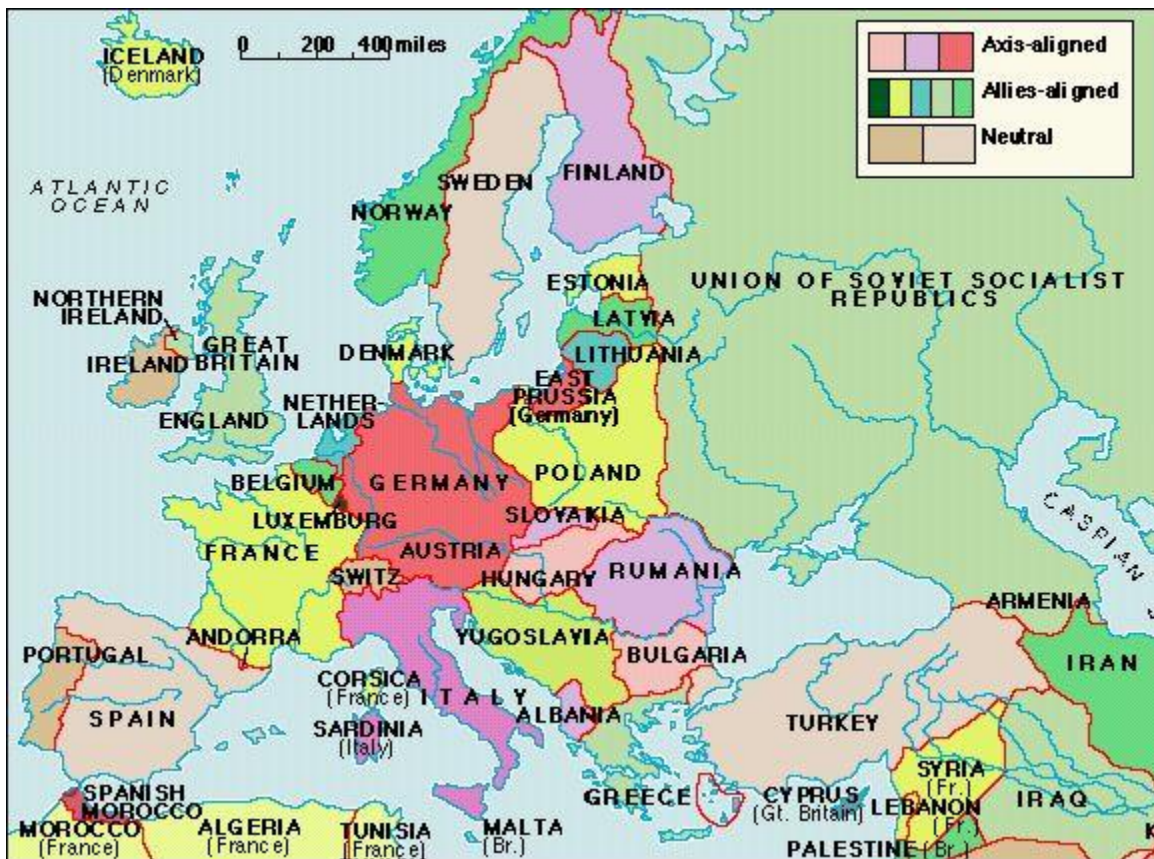 ICELAND
(Denmark)
0 200 400 miles
Axis-aligned
Allies-aligned
Neutral
ATLANTIC
OCEAN
SWEDEN
FINLAND
NORWAY
ESTONIA
UNION OF SOVIET SOCIALIST
REPUBLICS
NORTHERN
IRELAND
LATVIA
GREAT
BRITAIN
DENMARK
LITHUANIA
IRELAND
EAST
PRUSSIA
(Germany)
NETHER-
LANDS
ENGLAND
POLAND
BELGIUM
GERMANY
LUXEMBURG
SLOVAKIA
CASPIAN
FRANCE
AUSTRIA
SWITZ
HUNGARY
RUMANIA
ARMENIA
ANDORRA
YUGOSLAVIA
PORTUGAL
BULGARIA
IRAN
CORSICA
(France)
ITALY
SPAIN
ALBANIA
TURKEY
SARDINIA
(Italy)
SYRIA
(Fr.)
SPANISH
MOROCCO
GREECE
CYPRUS
(Gt. Britain)
LEBANON
(Fr.)
IRAQ
MOROCCO
(France)
ALGERIA
(France)
TUNISIA
(France)
MALTA
(Br.)
PALESTINE (Br.)
K